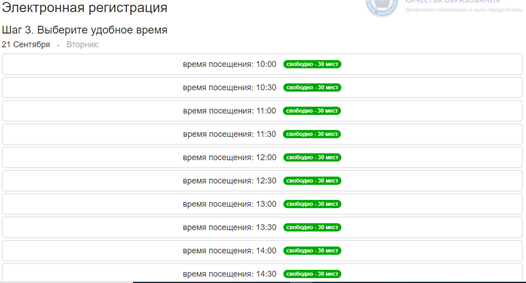 Электронная регистрация
КАЧЕСТВА ОБРАЗОВАНИЯ
Департамент образования и науки города Москвы
Шаг 3. Выберите удобное время
21 Сентября - Вторник:
время посещения: 10:00 свободно - 30 мест
время посещения: 10:30 свободно - 30 мест
время посещения: 11:00 свободно - 30 мест
время посещения: 11:30 свободно - 30 мест
время посещения: 12:00 свободно - 30 мест
время посещения: 12:30 свободно - 30 мест
время посещения: 13:00 свободно - 30 мест
время посещения: 13:30 свободно - 30 мест
время посещения: 14:00 свободно - 30 мест
время посещения: 14:30 свободно - 30 мест